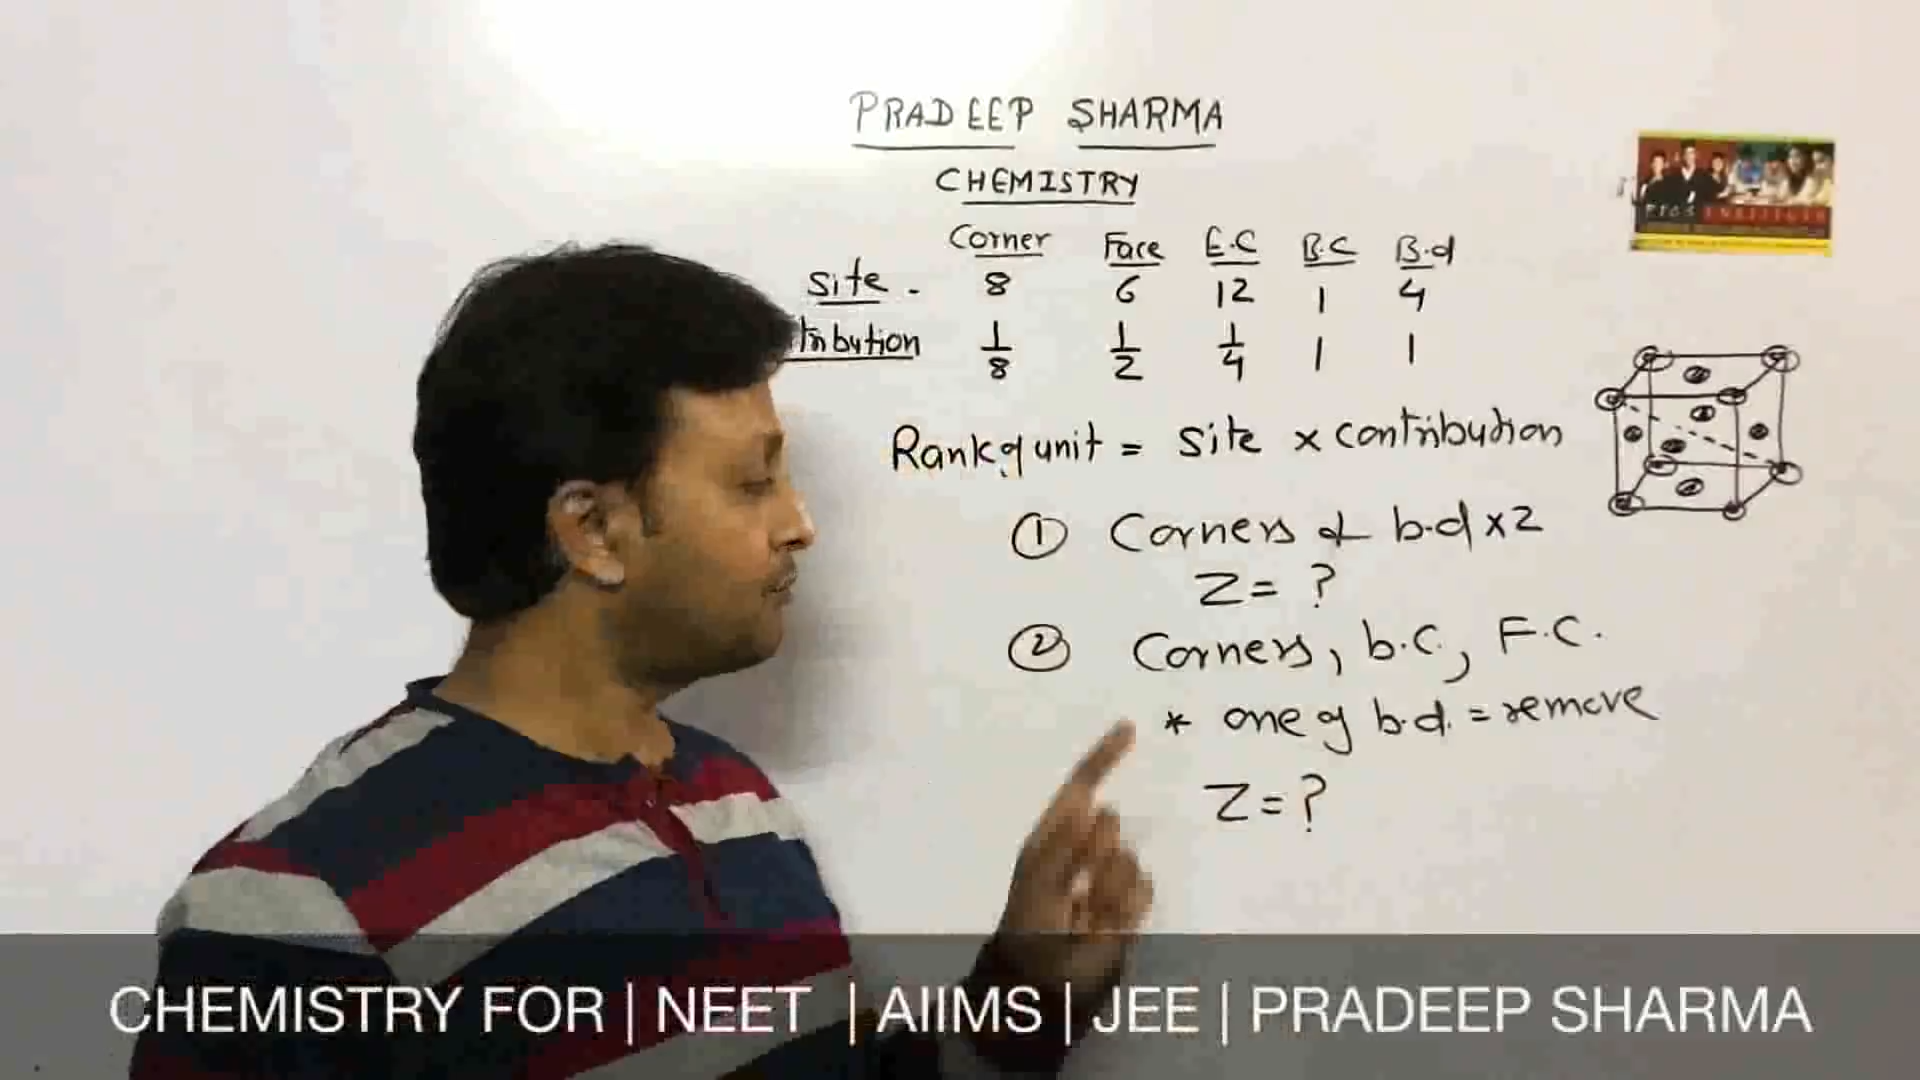 PRADEEP SHARMA
CHEMISTRY
Corner Face E.C B.C B.d
Site - 8 6 12 1 4
tribution 1/8 1/2 1/4 1 1
Rank of unit = Site x contribution
① Corners & b.d x 2
Z = ?
② Corners, b.C., F.C.
* one of b.d. = remove
Z = ?
CHEMISTRY FOR | NEET | AIIMS | JEE | PRADEEP SHARMA